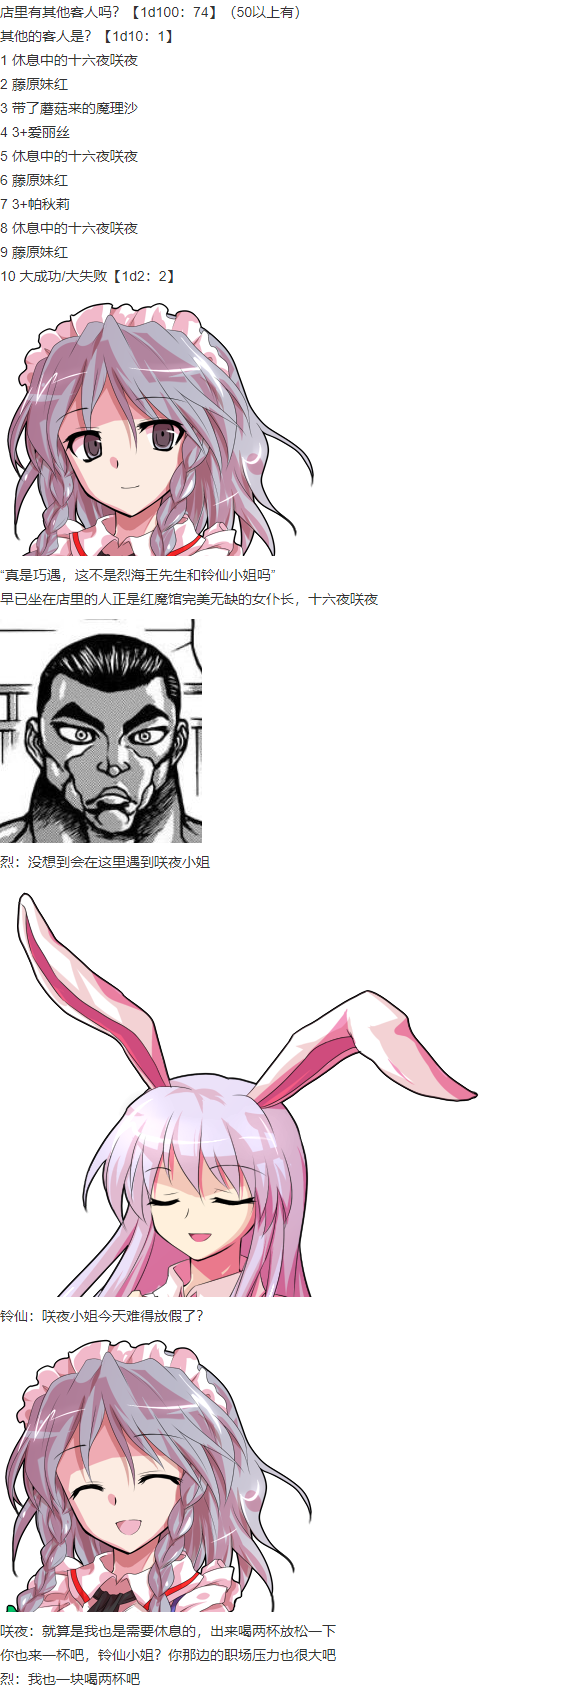 店里有其他客人吗？【1d100：74】（50以上有）
其他的客人是？【1d10：1】
1 休息中的十六夜咲夜
2 藤原妹红
3 带了蘑菇来的魔理沙
4 3+爱丽丝
5 休息中的十六夜咲夜
6 藤原妹红
7 3+帕秋莉
8 休息中的十六夜咲夜
9 藤原妹红
10 大成功/大失败【1d2：2】
“真是巧遇，这不是烈海王先生和铃仙小姐吗”
早已坐在店里的人正是红魔馆完美无缺的女仆长，十六夜咲夜
烈：没想到会在这里遇到咲夜小姐
铃仙：咲夜小姐今天难得放假了？
咲夜：就算是我也是需要休息的，出来喝两杯放松一下
你也来一杯吧，铃仙小姐？你那边的职场压力也很大吧
烈：我也一块喝两杯吧